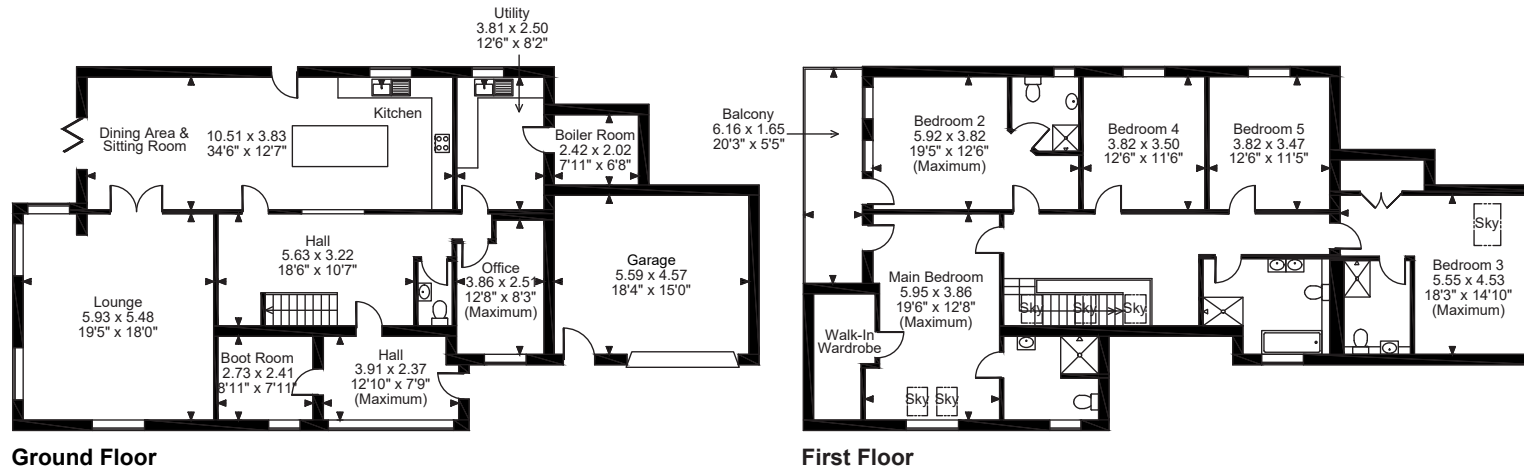 Utility
3.81 x 2.50
12'6" x 8'2"
Kitchen
Dining Area &
Sitting Room
10.51 x 3.83
34'6" x 12'7"
Boiler Room
2.42 x 2.02
7'11" x 6'8"
Hall
5.63 x 3.22
18'6" x 10'7"
Office
3.86 x 2.51
12'8" x 8'3"
(Maximum)
Garage
5.59 x 4.57
18'4" x 15'0"
Lounge
5.93 x 5.48
19'5" x 18'0"
Boot Room
2.73 x 2.41
8'11" x 7'11"
Hall
3.91 x 2.37
12'10" x 7'9"
(Maximum)
Ground Floor
Balcony
6.16 x 1.65
20'3" x 5'5"
Bedroom 2
5.92 x 3.82
19'5" x 12'6"
(Maximum)
Bedroom 4
3.82 x 3.50
12'6" x 11'6"
Bedroom 5
3.82 x 3.47
12'6" x 11'5"
Sky
Bedroom 3
5.55 x 4.53
18'3" x 14'10"
(Maximum)
Main Bedroom
5.95 x 3.86
19'6" x 12'8"
(Maximum)
Sky
Sky
Sky
Walk-In
Wardrobe
Sky
Sky
First Floor